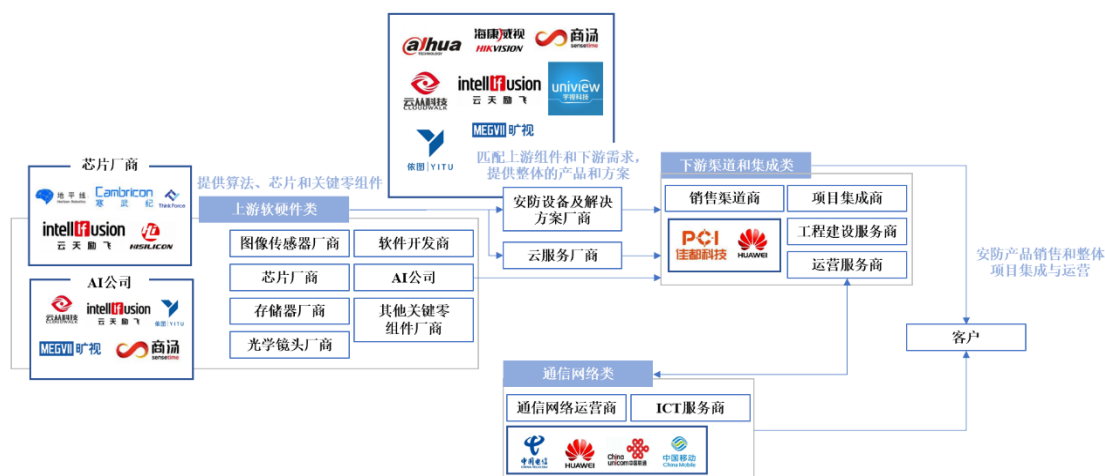 alhua
TECHNOLOGY
海康威视
HIKVISION
商汤
sensetime
云从科技
CLOUDWALK
intellifusion
云天励飞
uniview
宇视科技
依图 | YITU
MEGVII 旷视
匹配上游组件和下游需求，
提供整体的产品和方案
芯片厂商
地平线
Horizon Robotics
Cambricon
寒武纪
ThinkForce
intellifusion
云天励飞
HISILICON
AI公司
云从科技
CLOUDWALK
intellifusion
云天励飞
依图 | YITU
MEGVII 旷视
商汤
sensetime
提供算法、芯片和关键零组件
上游软硬件类
图像传感器厂商
软件开发商
芯片厂商
AI公司
存储器厂商
其他关键零
组件厂商
光学镜头厂商
安防设备及解决
方案厂商
云服务厂商
下游渠道和集成类
销售渠道商
项目集成商
PCI
佳都科技
HUAWEI
工程建设服务商
运营服务商
安防产品销售和整体
项目集成与运营
客户
通信网络类
通信网络运营商
ICT服务商
中国电信
CHINA TELECOM
HUAWEI
China
unicom中国联通
中国移动
China Mobile